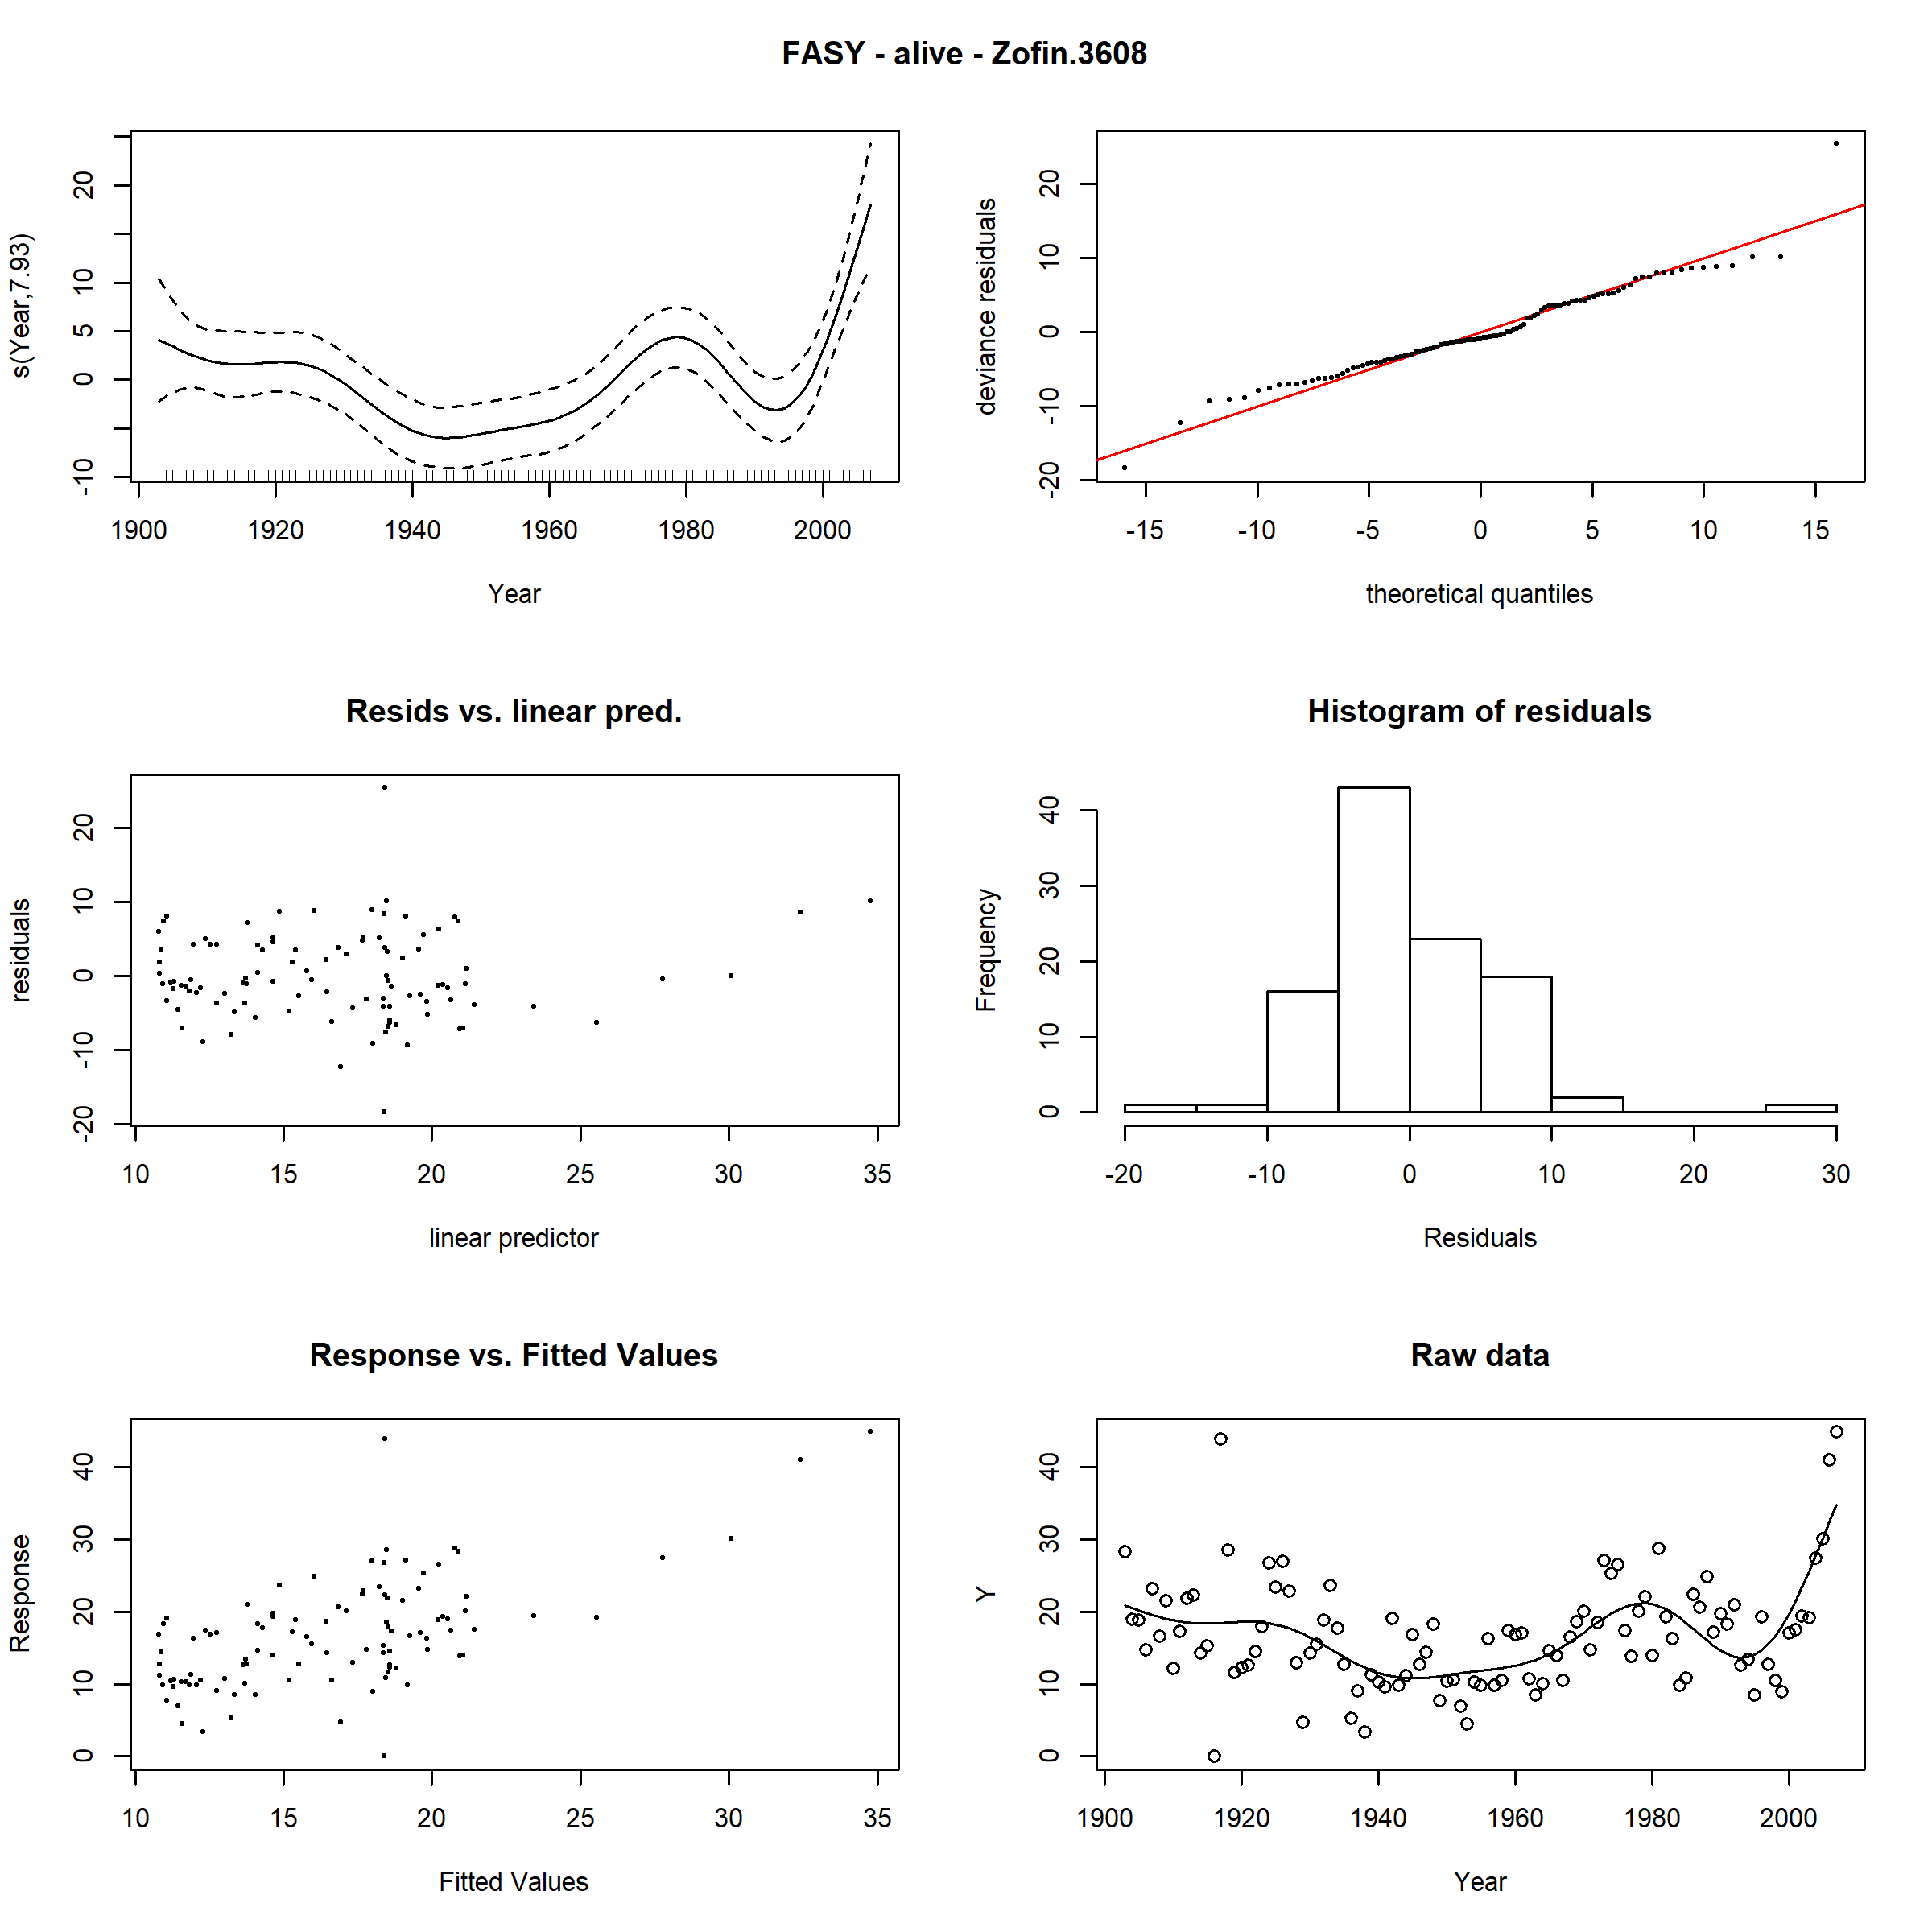 FASY - alive - Zofin.3608
s(Year,7.93)
-10 0 5 10 20
1900 1920 1940 1960 1980 2000
Year
deviance residuals
-20 -10 0 10 20
-15 -10 -5 0 5 10 15
theoretical quantiles
Resids vs. linear pred.
residuals
-20 -10 0 10 20
10 15 20 25 30 35
linear predictor
Histogram of residuals
Frequency
0 10 20 30 40
-20 -10 0 10 20 30
Residuals
Response vs. Fitted Values
Response
0 10 20 30 40
10 15 20 25 30 35
Fitted Values
Raw data
Y
0 10 20 30 40
1900 1920 1940 1960 1980 2000
Year